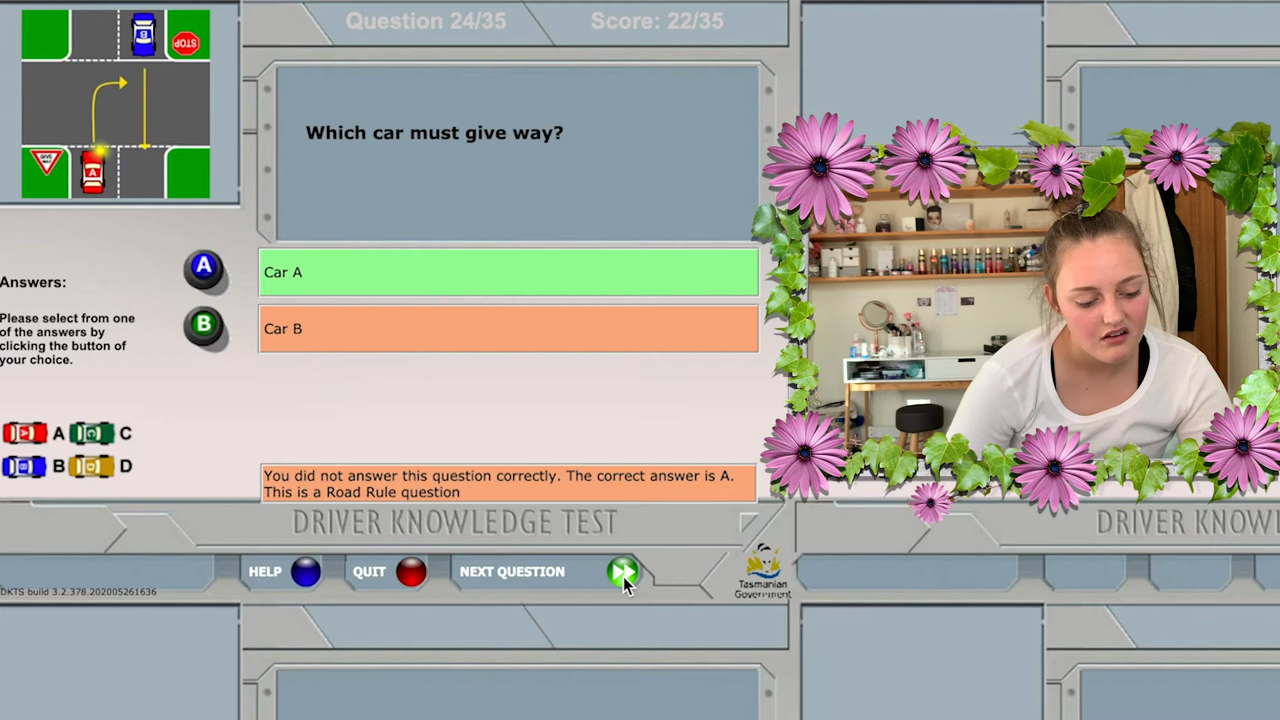 Question 24/35
Score: 22/35
B
STOP
GIVE WAY
A
Which car must give way?
Answers:
Please select from one
of the answers by
clicking the button of
your choice.
A
Car A
B
Car B
A
C
B
D
You did not answer this question correctly. The correct answer is A.
This is a Road Rule question
DRIVER KNOWLEDGE TEST
DRIVER KNOW
HELP
QUIT
NEXT QUESTION
Tasmanian
Government
DKTS build 3.2.378.202005261636